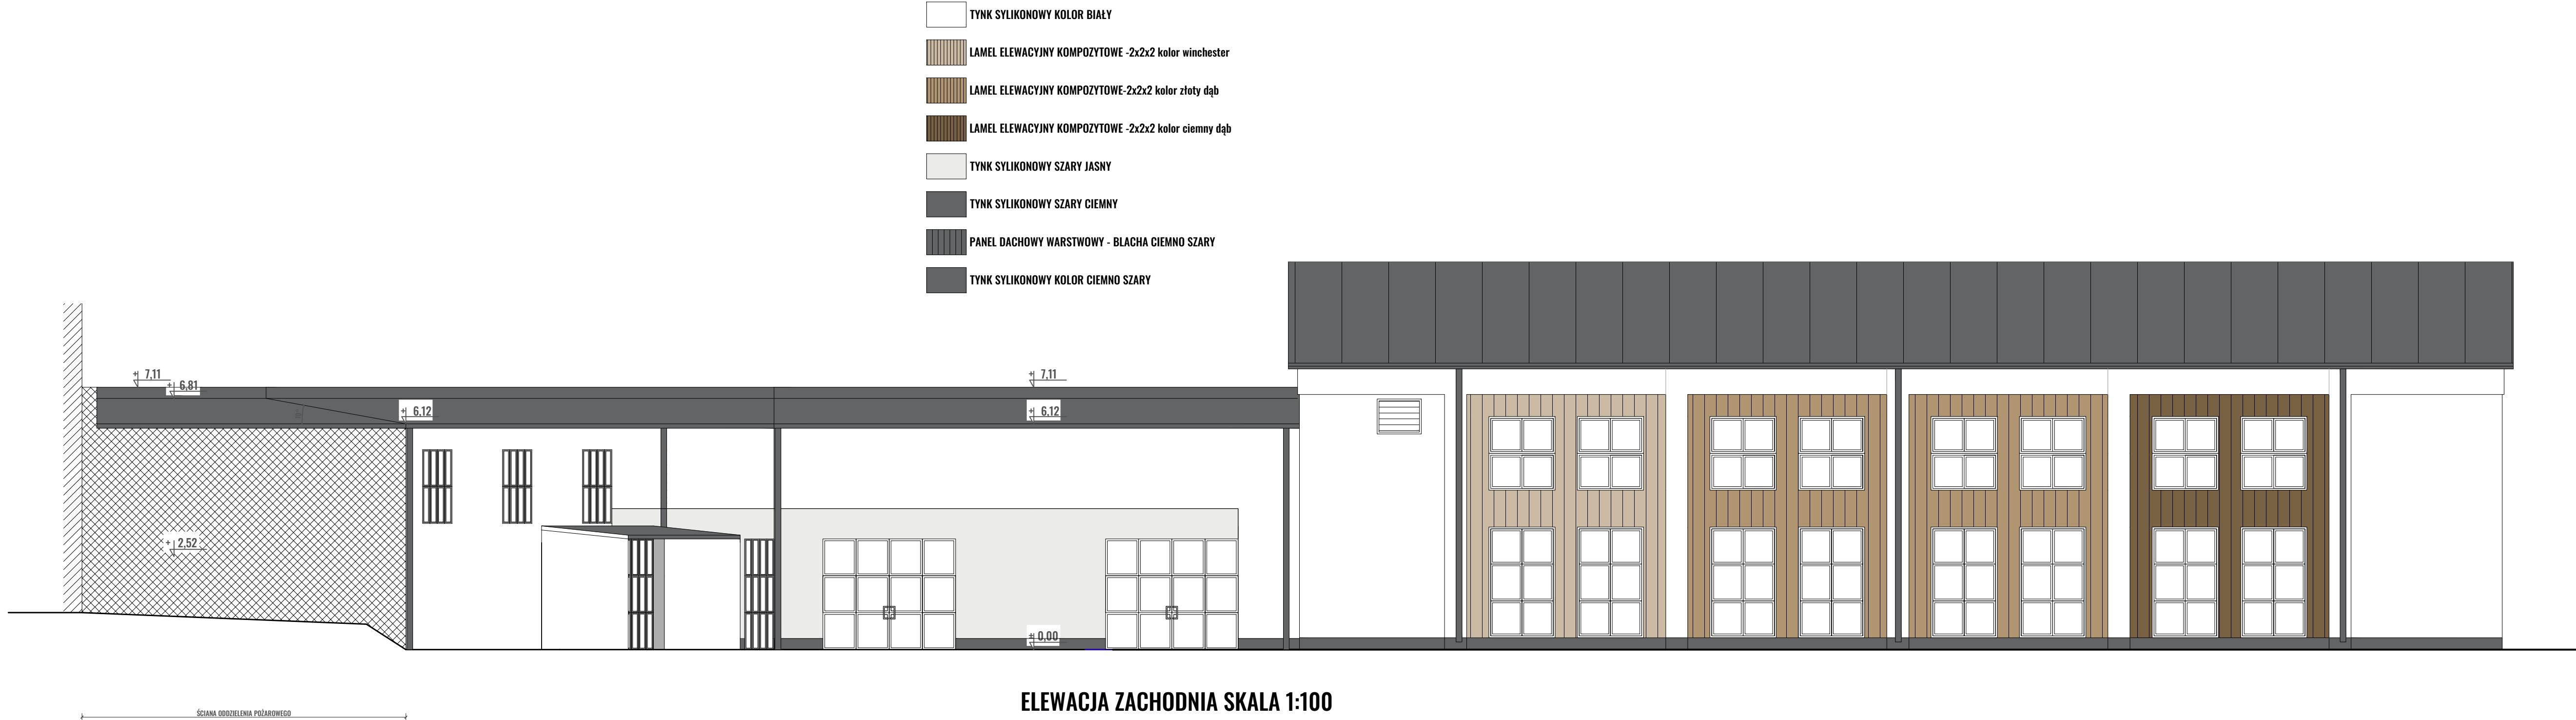 TYNK SYLIKONOWY KOLOR BIAŁY
LAMEL ELEWACYJNY KOMPOZYTOWE -2x2x2 kolor winchester
LAMEL ELEWACYJNY KOMPOZYTOWE-2x2x2 kolor złoty dąb
LAMEL ELEWACYJNY KOMPOZYTOWE -2x2x2 kolor ciemny dąb
TYNK SYLIKONOWY SZARY JASNY
TYNK SYLIKONOWY SZARY CIEMNY
PANEL DACHOWY WARSTWOWY - BLACHA CIEMNO SZARY
TYNK SYLIKONOWY KOLOR CIEMNO SZARY
+ 7,11
+ 6,81
+ 7,11
+ 6,12
+ 6,12
+ 2,52
± 0,00
ELEWACJA ZACHODNIA SKALA 1:100
ŚCIANA ODDZIELENIA POŻAROWEGO